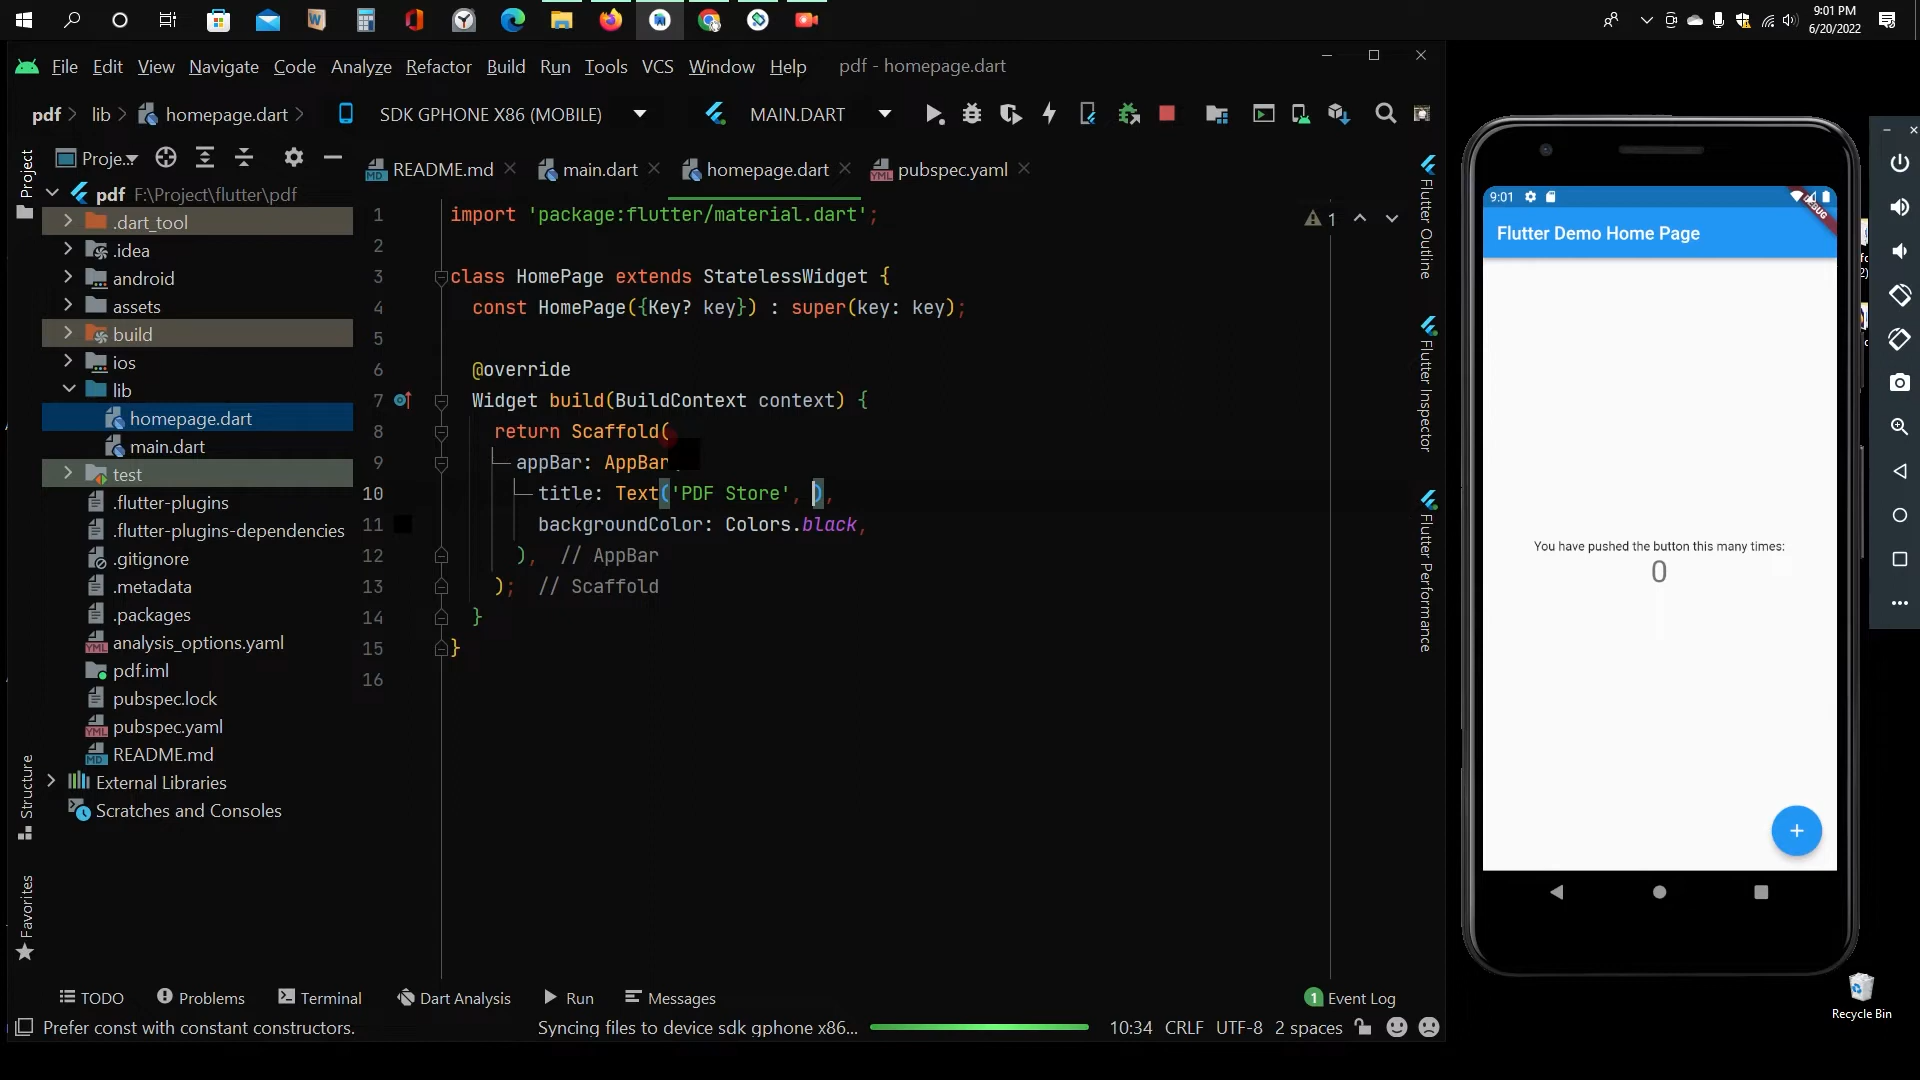 9:01 PM
6/20/2022
File Edit View Navigate Code Analyze Refactor Build Run Tools VCS Window Help pdf - homepage.dart
pdf lib homepage.dart SDK GPHONE X86 (MOBILE) MAIN.DART
Project
Proje... README.md main.dart homepage.dart pubspec.yaml
pdf F:\Project\flutter\pdf
.dart_tool
.idea
android
assets
build
ios
lib
homepage.dart
main.dart
test
.flutter-plugins
.flutter-plugins-dependencies
.gitignore
.metadata
.packages
analysis_options.yaml
pdf.iml
pubspec.lock
pubspec.yaml
README.md
External Libraries
Scratches and Consoles
Structure
Favorites
1 import 'package:flutter/material.dart';
2
3 class HomePage extends StatelessWidget {
4 const HomePage({Key? key}) : super(key: key);
5
6 @override
7 Widget build(BuildContext context) {
8 return Scaffold(
9 appBar: AppBar
10 title: Text('PDF Store', ),
11 backgroundColor: Colors.black,
12 ), // AppBar
13 ); // Scaffold
14 }
15 }
16
1
Flutter Outline
Flutter Inspector
Flutter Performance
9:01
DEBUG
Flutter Demo Home Page
You have pushed the button this many times:
0
+
Recycle Bin
TODO Problems Terminal Dart Analysis Run Messages 1 Event Log
Prefer const with constant constructors. Syncing files to device sdk gphone x86... 10:34 CRLF UTF-8 2 spaces